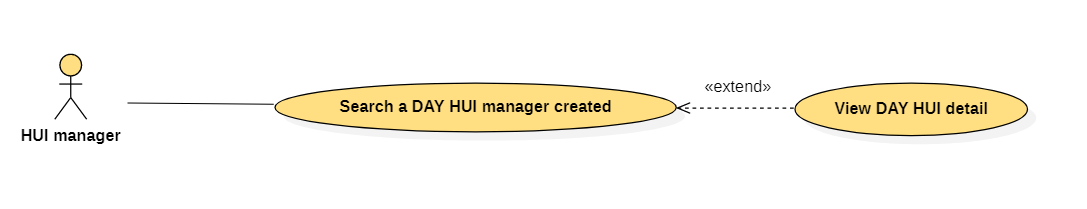 «extend»
Search a DAY HUI manager created
View DAY HUI detail
HUI manager